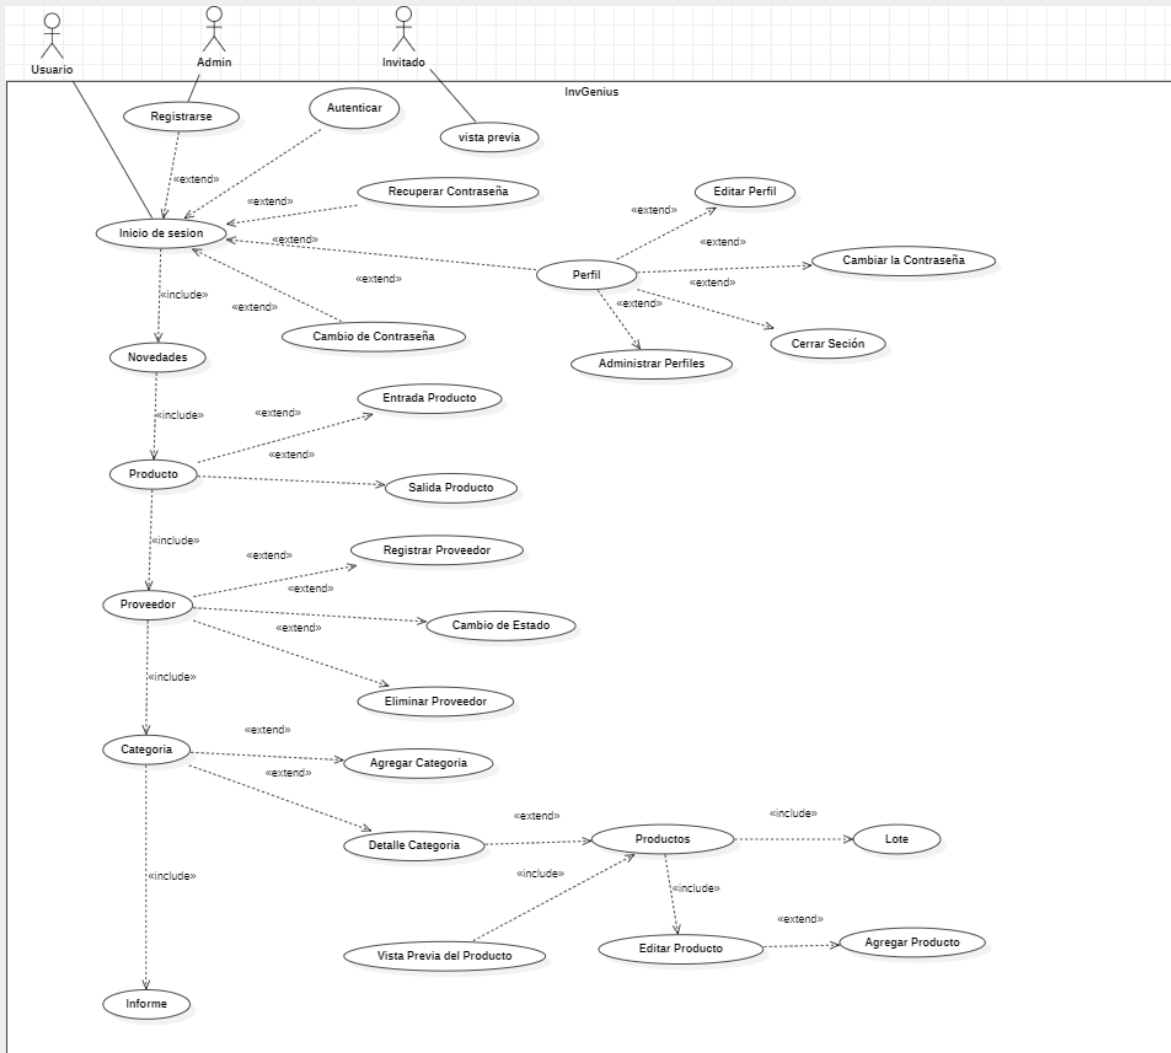 Usuario
Admin
Invitado
InvGenius
Registrarse
Autenticar
vista previa
«extend»
Recuperar Contraseña
Editar Perfil
«extend»
«extend»
Inicio de sesion
«extend»
«extend»
Cambiar la Contraseña
Perfil
«extend»
«extend»
«include»
«extend»
«extend»
Cambio de Contraseña
Cerrar Seción
Novedades
Administrar Perfiles
Entrada Producto
«include»
«extend»
«extend»
Producto
Salida Producto
«include»
Registrar Proveedor
«extend»
«extend»
Proveedor
Cambio de Estado
«extend»
«include»
Eliminar Proveedor
«extend»
Categoria
Agregar Categoria
«extend»
«extend»
«include»
Detalle Categoria
Productos
Lote
«include»
«include»
«include»
«extend»
Vista Previa del Producto
Editar Producto
Agregar Producto
Informe